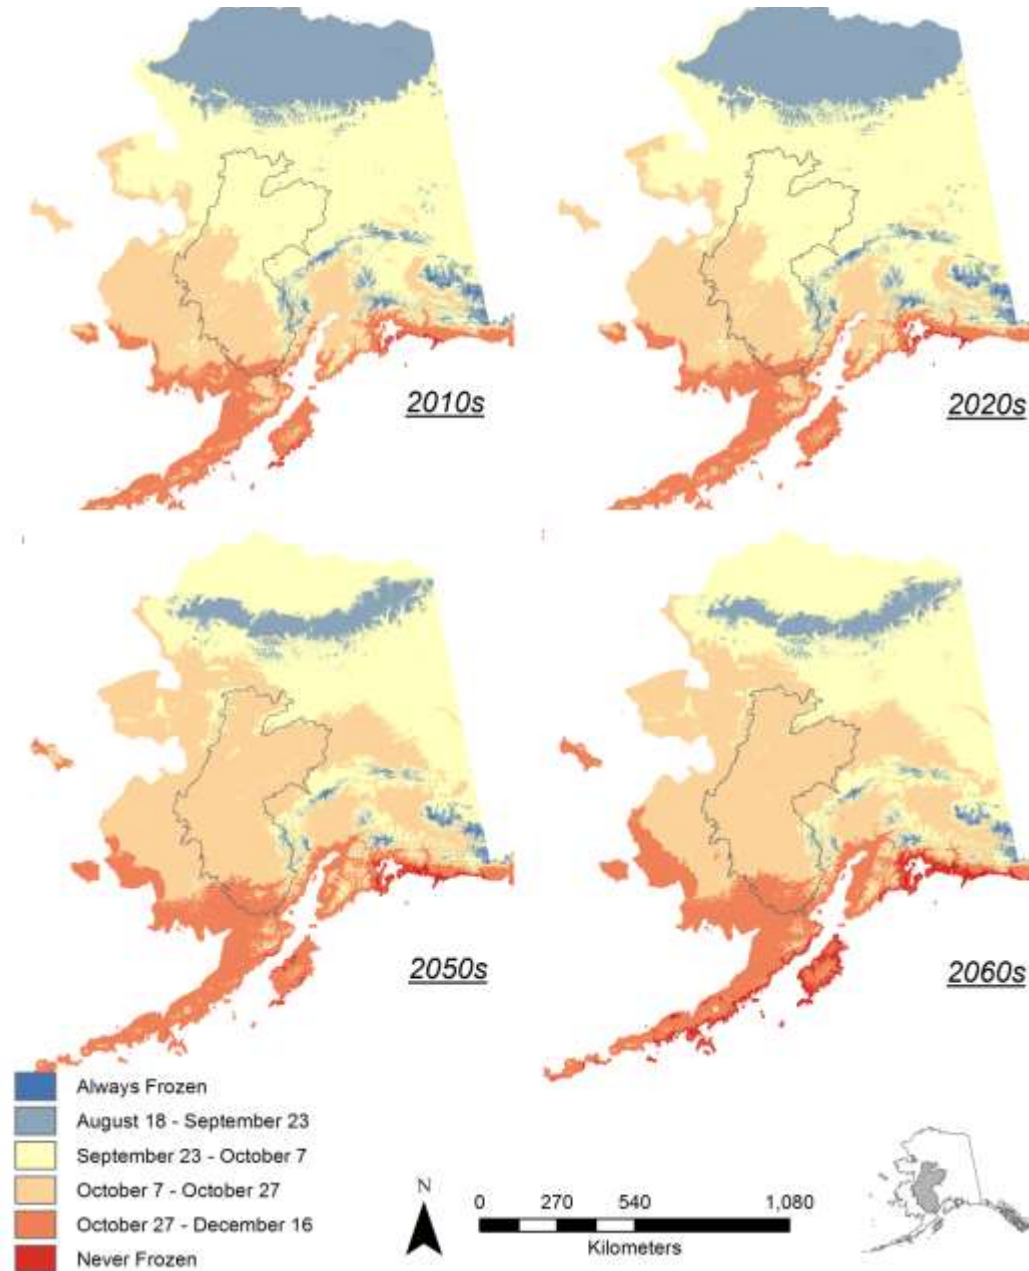 2010s
2020s
2050s
2060s
Always Frozen
August 18 - September 23
September 23 - October 7
October 7 - October 27
October 27 - December 16
Never Frozen
N
0 270 540 1,080
Kilometers